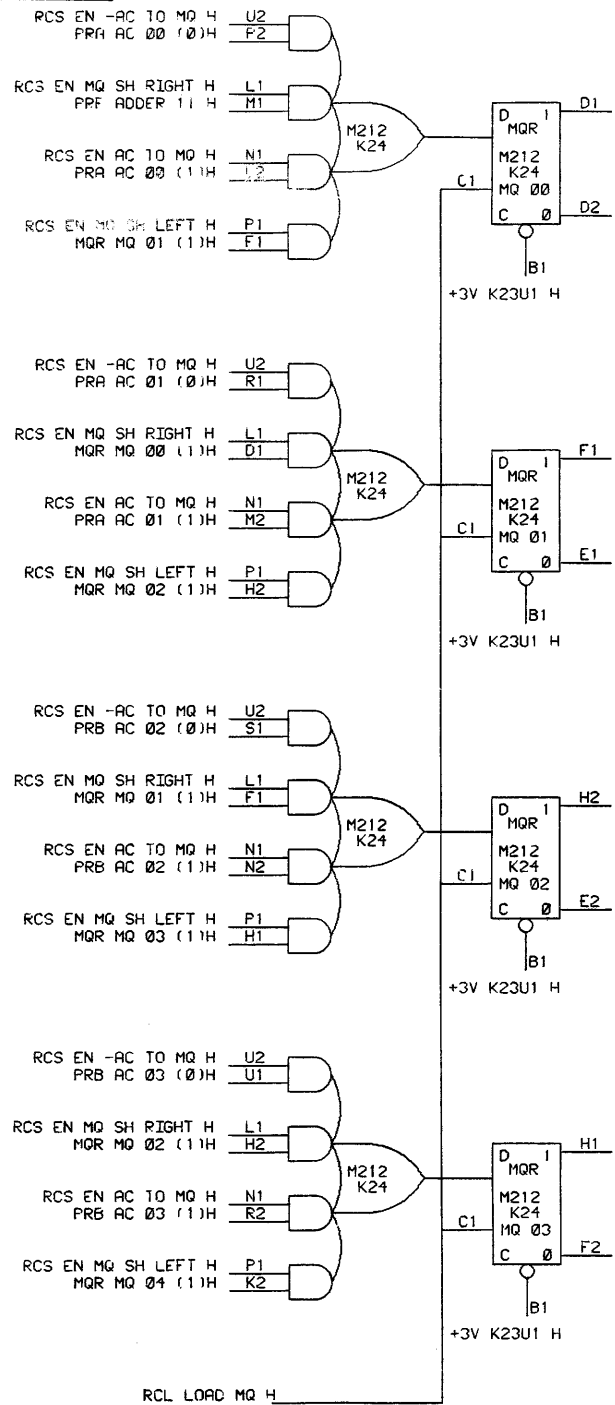 RCS EN -AC TO MQ H U2
PRA AC 00 (0)H P2
RCS EN MQ SH RIGHT H L1
PRF ADDER 11 H M1
RCS EN AC TO MQ H N1
PRA AC 00 (1)H L2
RCS EN MQ SH LEFT H P1
MQR MQ 01 (1)H F1
M212
K24
C1
D 1
MQR
M212
K24
MQ 00
C 0
D1
D2
B1
+3V K23U1 H
RCS EN -AC TO MQ H U2
PRA AC 01 (0)H R1
RCS EN MQ SH RIGHT H L1
MQR MQ 00 (1)H D1
RCS EN AC TO MQ H N1
PRA AC 01 (1)H M2
RCS EN MQ SH LEFT H P1
MQR MQ 02 (1)H H2
M212
K24
C1
D 1
MQR
M212
K24
MQ 01
C 0
F1
E1
B1
+3V K23U1 H
RCS EN -AC TO MQ H U2
PRB AC 02 (0)H S1
RCS EN MQ SH RIGHT H L1
MQR MQ 01 (1)H F1
RCS EN AC TO MQ H N1
PRB AC 02 (1)H N2
RCS EN MQ SH LEFT H P1
MQR MQ 03 (1)H H1
M212
K24
C1
D 1
MQR
M212
K24
MQ 02
C 0
H2
E2
B1
+3V K23U1 H
RCS EN -AC TO MQ H U2
PRB AC 03 (0)H U1
RCS EN MQ SH RIGHT H L1
MQR MQ 02 (1)H H2
RCS EN AC TO MQ H N1
PRB AC 03 (1)H R2
RCS EN MQ SH LEFT H P1
MQR MQ 04 (1)H K2
M212
K24
C1
D 1
MQR
M212
K24
MQ 03
C 0
H1
F2
B1
+3V K23U1 H
RCL LOAD MQ H